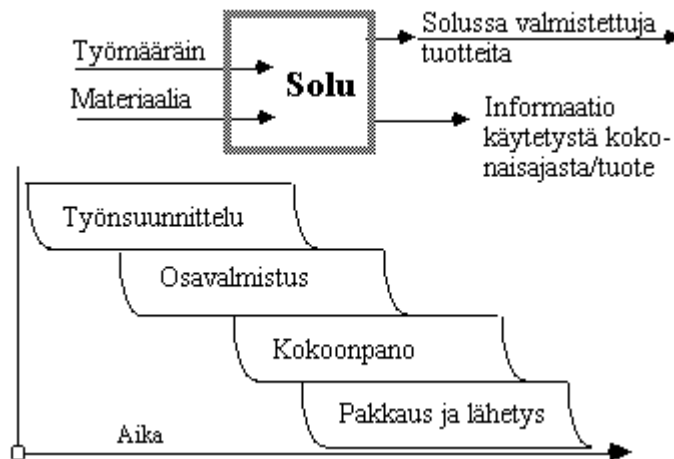 Työmääräin
Materiaalia
Solu
Solussa valmistettuja
tuotteita
Informaatio
käytetystä koko-
naisajasta/tuote
Työnsuunnittelu
Osavalmistus
Kokoonpano
Pakkaus ja lähetys
Aika